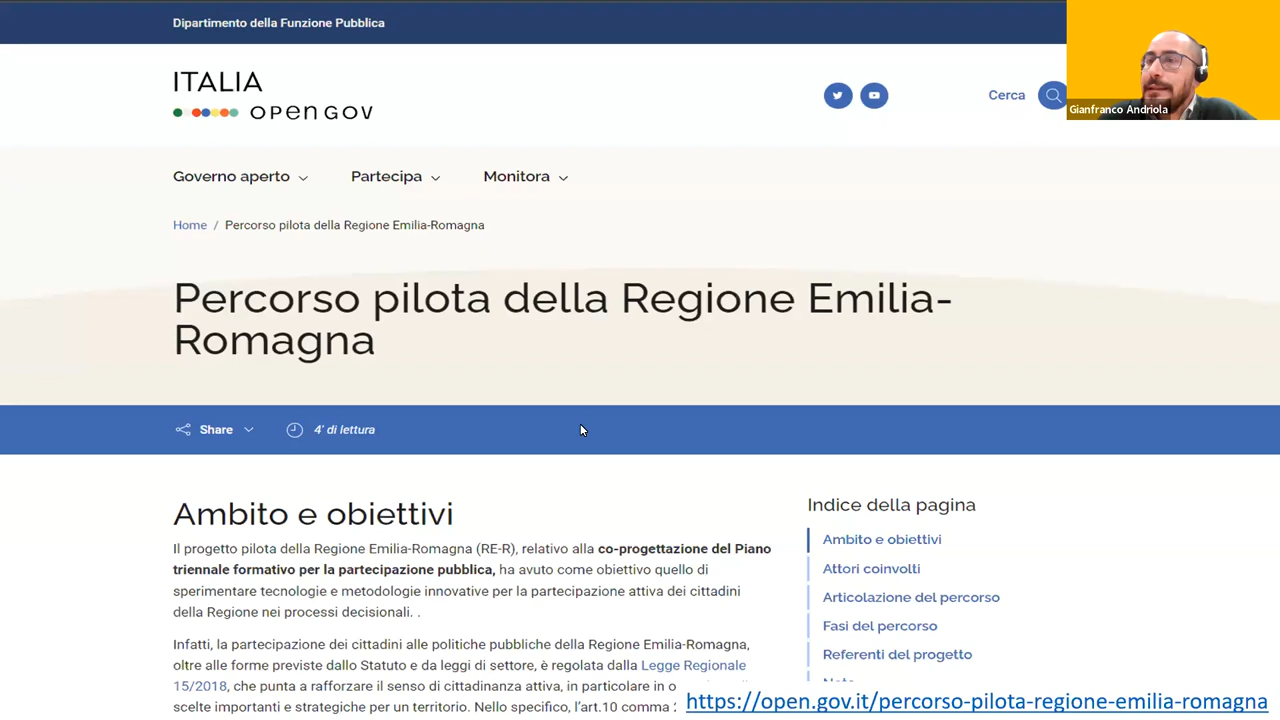 Dipartimento della Funzione Pubblica
ITALIA
OPEN GOV
Cerca
Gianfranco Andriola
Governo aperto
Partecipa
Monitora
Home / Percorso pilota della Regione Emilia-Romagna
Percorso pilota della Regione Emilia-
Romagna
Share
4' di lettura
Ambito e obiettivi
Il progetto pilota della Regione Emilia-Romagna (RE-R), relativo alla co-progettazione del Piano
triennale formativo per la partecipazione pubblica, ha avuto come obiettivo quello di
sperimentare tecnologie e metodologie innovative per la partecipazione attiva dei cittadini
della Regione nei processi decisionali. .
Infatti, la partecipazione dei cittadini alle politiche pubbliche della Regione Emilia-Romagna,
oltre alle forme previste dallo Statuto e da leggi di settore, è regolata dalla Legge Regionale
15/2018, che punta a rafforzare il senso di cittadinanza attiva, in particolare in
scelte importanti e strategiche per un territorio. Nello specifico, l'art.10 comma
Indice della pagina
Ambito e obiettivi
Attori coinvolti
Articolazione del percorso
Fasi del percorso
Referenti del progetto
https://open.gov.it/percorso-pilota-regione-emilia-romagna